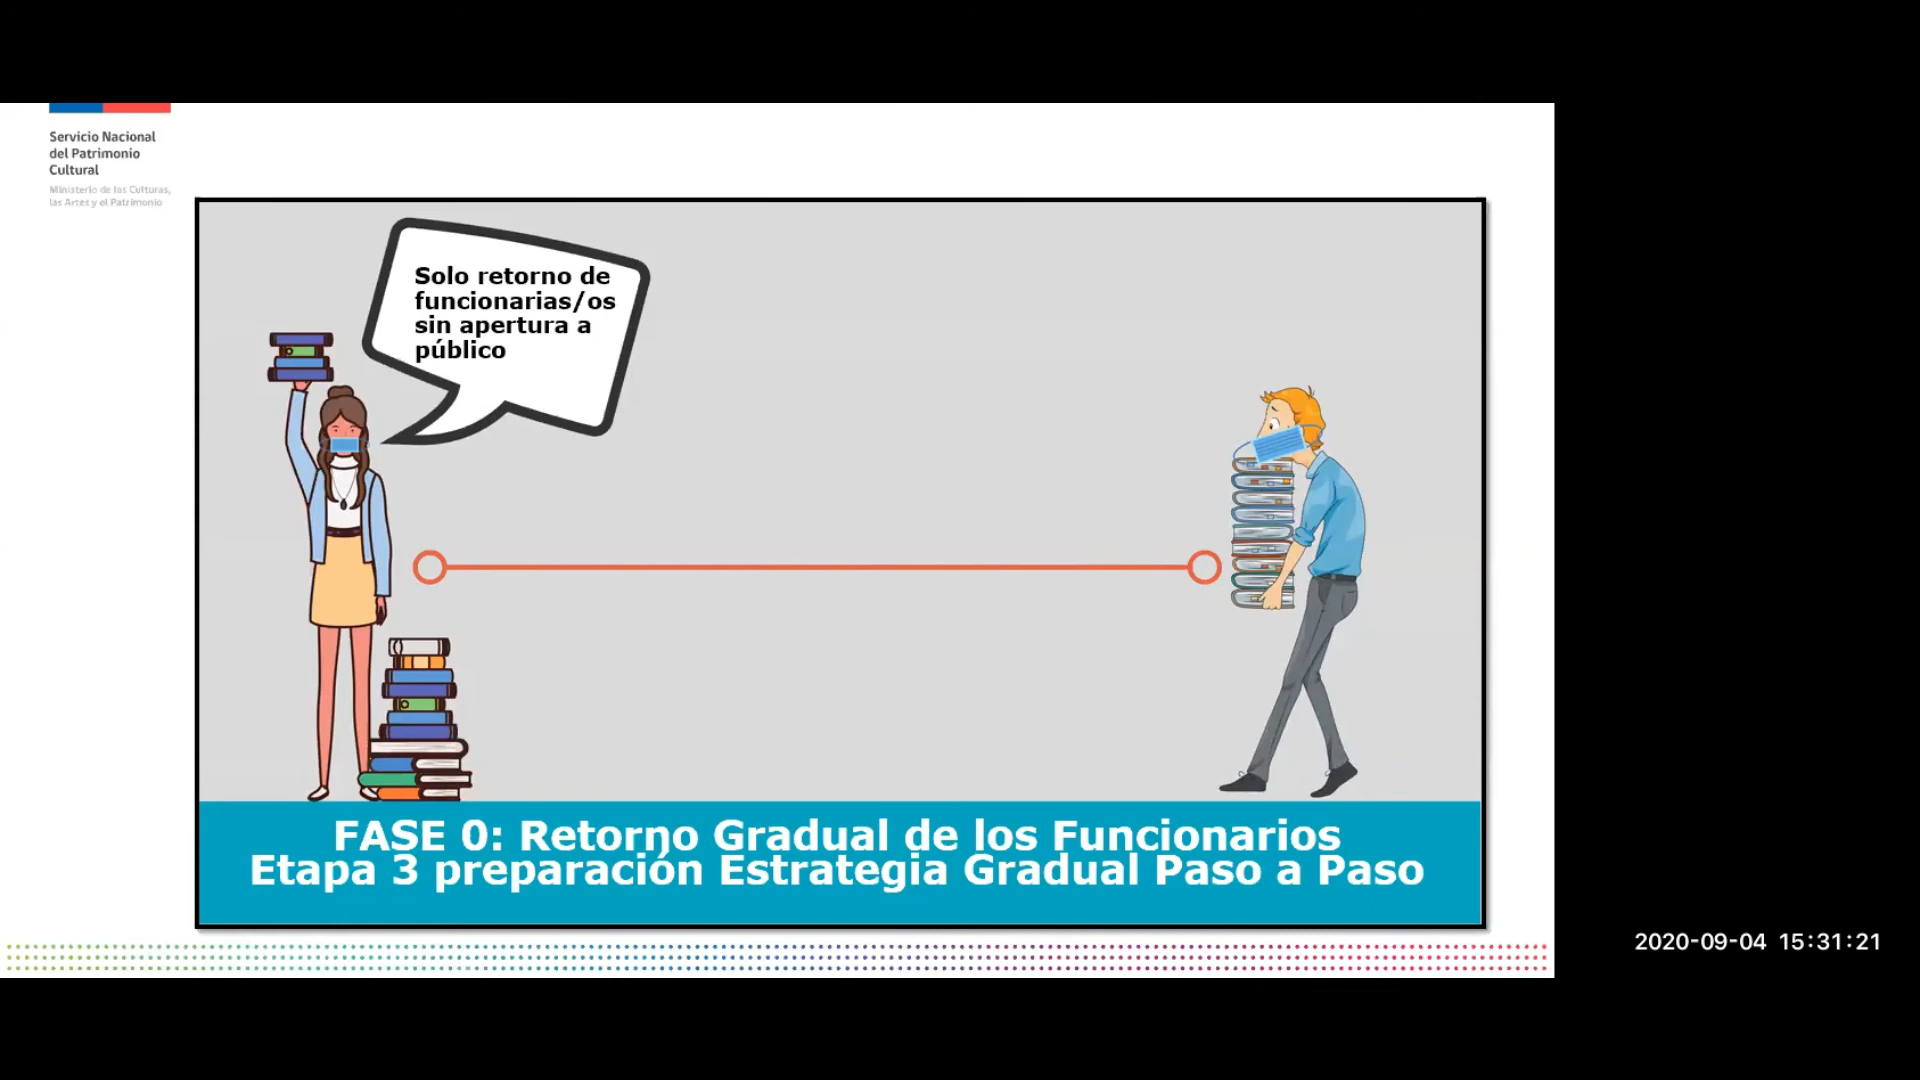 Servicio Nacional
del Patrimonio
Cultural
Ministerio de las Culturas,
las Artes y el Patrimonio
Solo retorno de
funcionarias/os
sin apertura a
público
FASE 0: Retorno Gradual de los Funcionarios
Etapa 3 preparación Estrategia Gradual Paso a Paso
2020-09-04 15:31:21